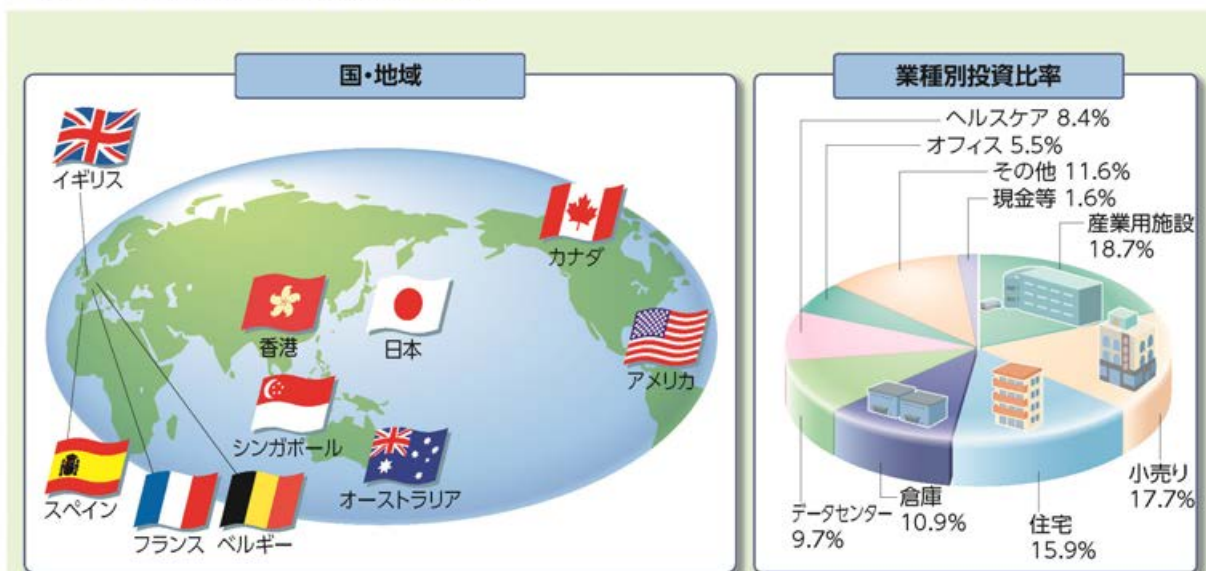 国・地域
イギリス
カナダ
香港
日本
アメリカ
シンガポール
オーストラリア
スペイン
フランス
ベルギー
業種別投資比率
ヘルスケア 8.4%
オフィス 5.5%
その他 11.6%
現金等 1.6%
産業用施設
18.7%
小売り
17.7%
住宅
15.9%
倉庫
10.9%
データセンター
9.7%